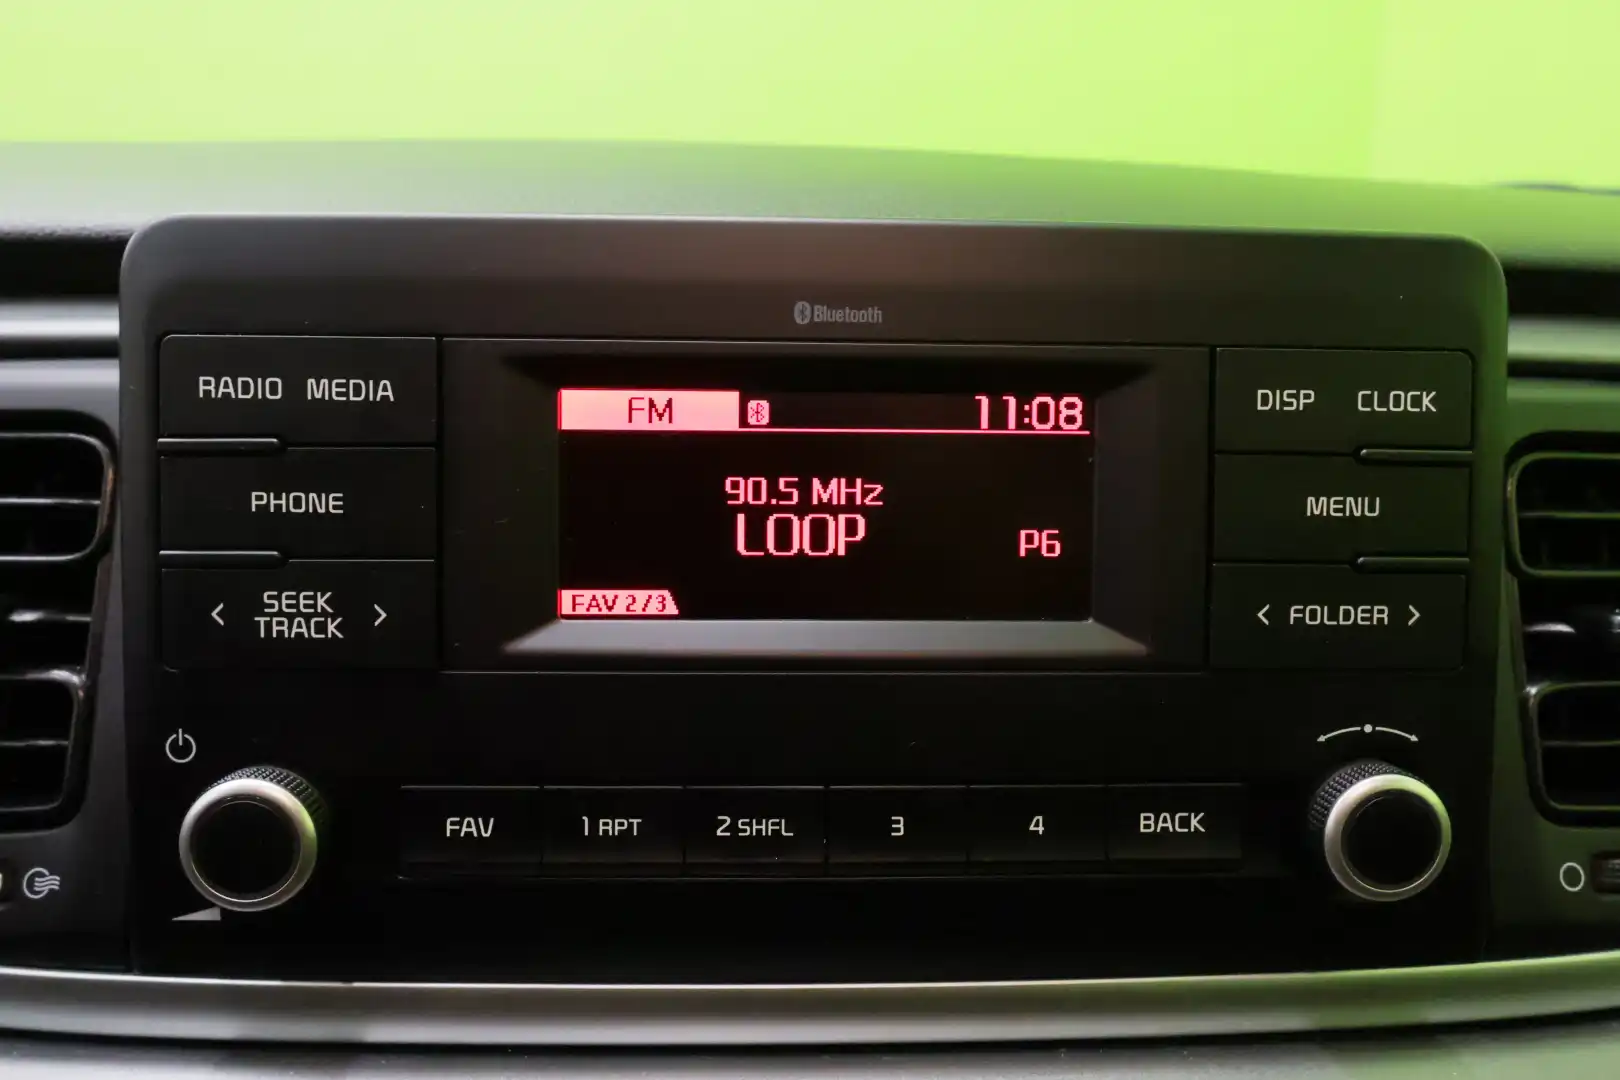 Bluetooth
RADIO MEDIA
PHONE
< SEEK TRACK >
FM 11:08
90.5 MHz
LOOP
P6
FAV 2/3
DISP CLOCK
MENU
< FOLDER >
FAV 1 RPT 2 SHFL 3 4 BACK